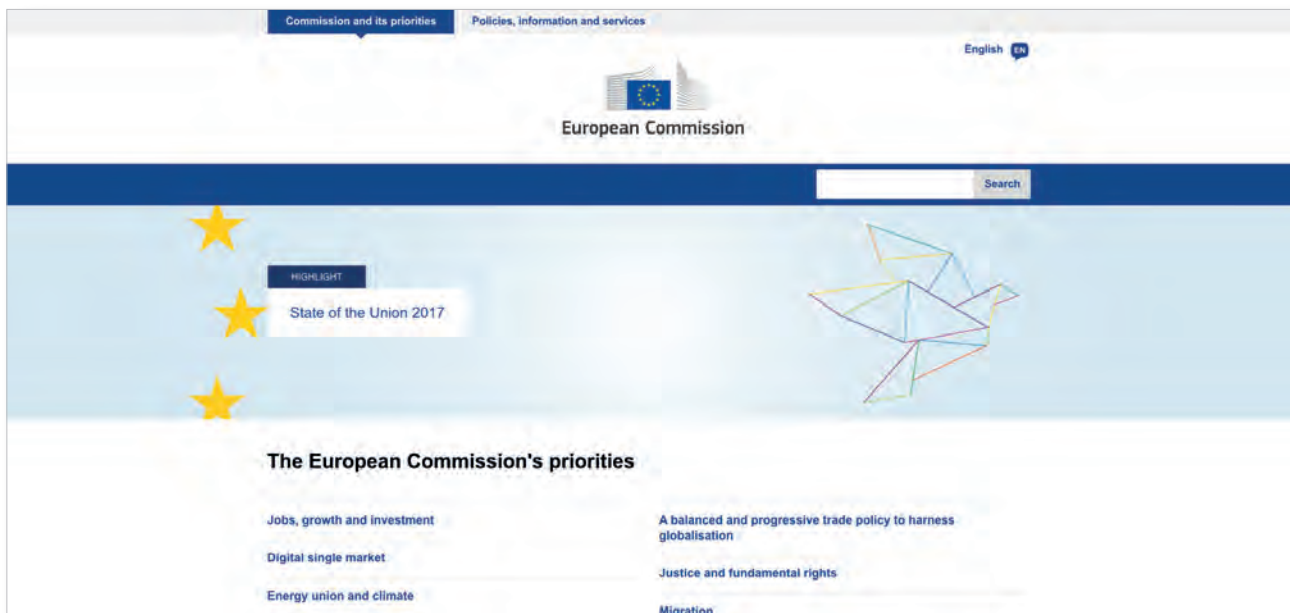 Commission and its priorities
Policies, information and services
English EN
European Commission
Search
HIGHLIGHT
State of the Union 2017
The European Commission's priorities
Jobs, growth and investment
Digital single market
Energy union and climate
A balanced and progressive trade policy to harness
globalisation
Justice and fundamental rights
Migration